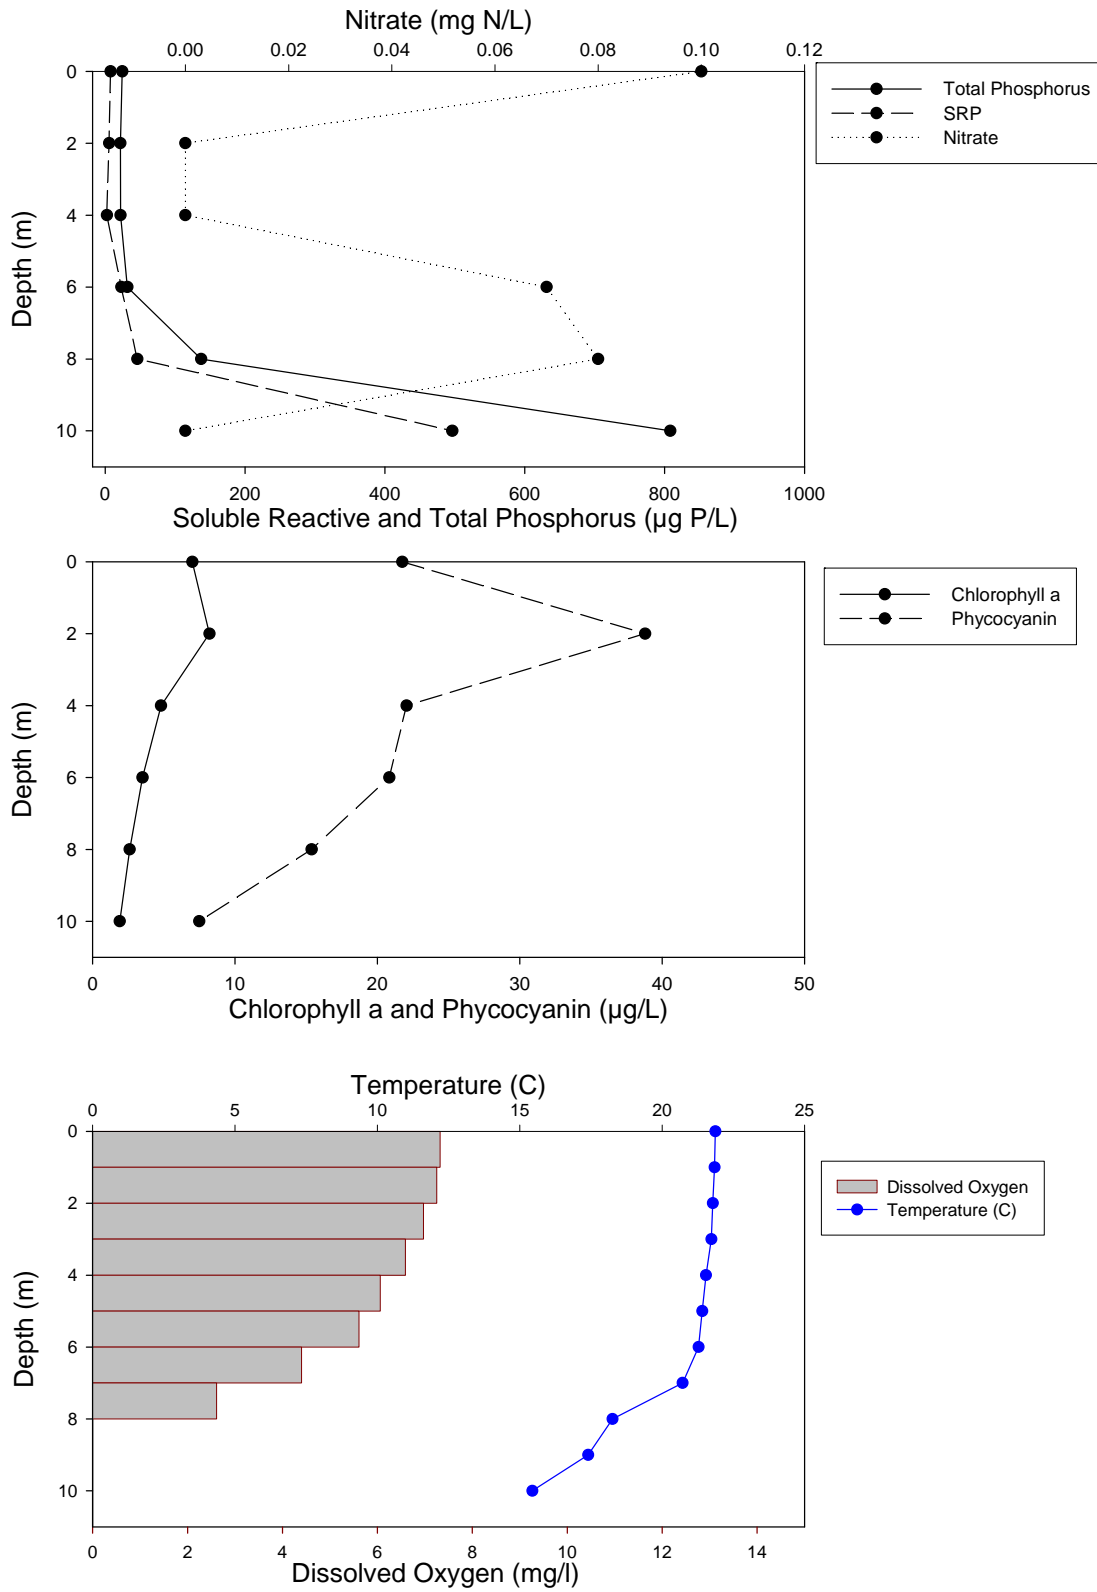 Nitrate (mg N/L)
0.00 0.02 0.04 0.06 0.08 0.10 0.12
0
2
4
6
8
10
Depth (m)
0 200 400 600 800 1000
Soluble Reactive and Total Phosphorus (µg P/L)
Total Phosphorus
SRP
Nitrate
0
2
4
6
8
10
Depth (m)
0 10 20 30 40 50
Chlorophyll a and Phycocyanin (µg/L)
Chlorophyll a
Phycocyanin
Temperature (C)
0 5 10 15 20 25
0
2
4
6
8
10
Depth (m)
0 2 4 6 8 10 12 14
Dissolved Oxygen (mg/l)
Dissolved Oxygen
Temperature (C)